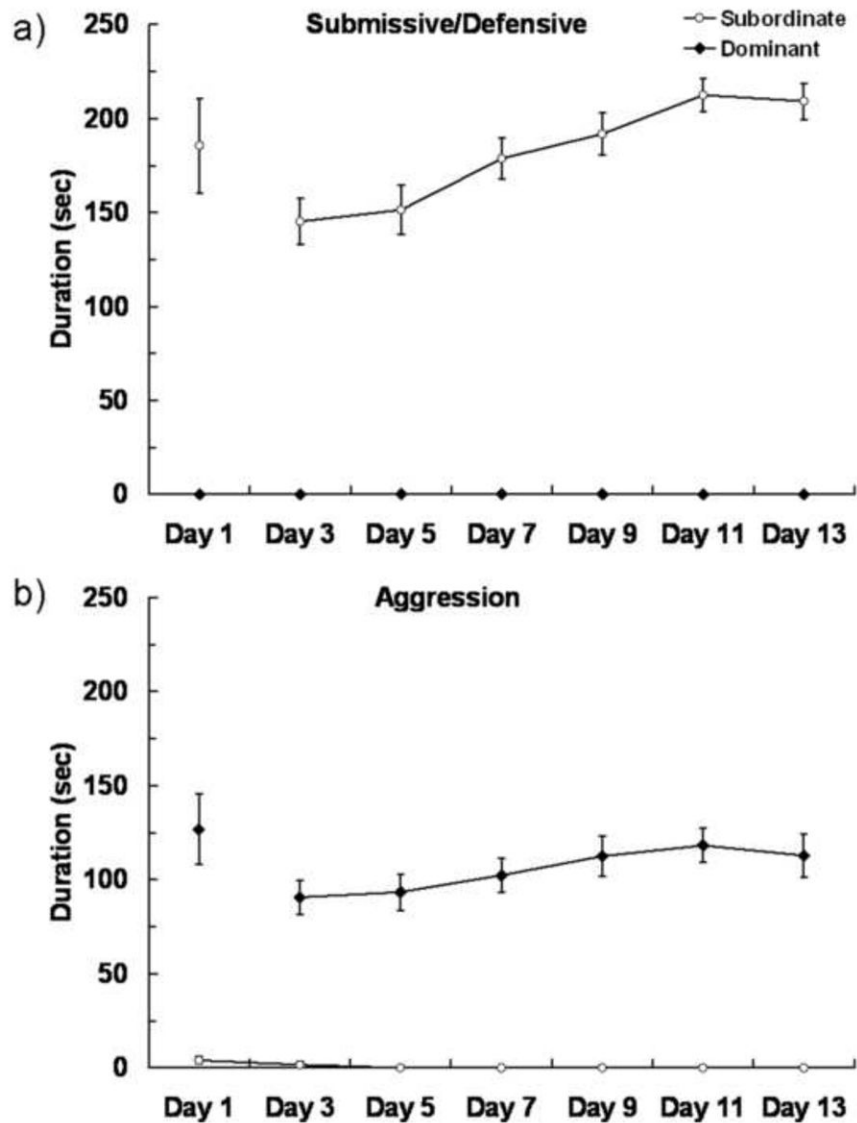 a)
Submissive/Defensive
Subordinate
Dominant
250
200
150
100
50
0
Duration (sec)
Day 1 Day 3 Day 5 Day 7 Day 9 Day 11 Day 13
b)
Aggression
250
200
150
100
50
0
Duration (sec)
Day 1 Day 3 Day 5 Day 7 Day 9 Day 11 Day 13